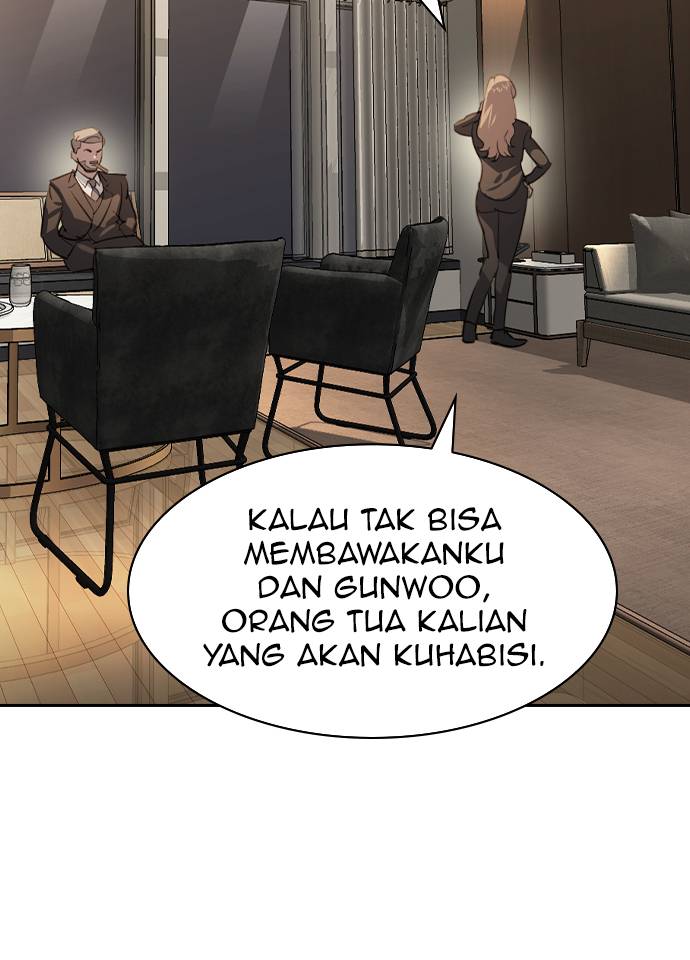 KALAU TAK BISA
MEMBAWAKANKU
DAN GUNWOO,
ORANG TUA KALIAN
YANG AKAN KUHABISI.